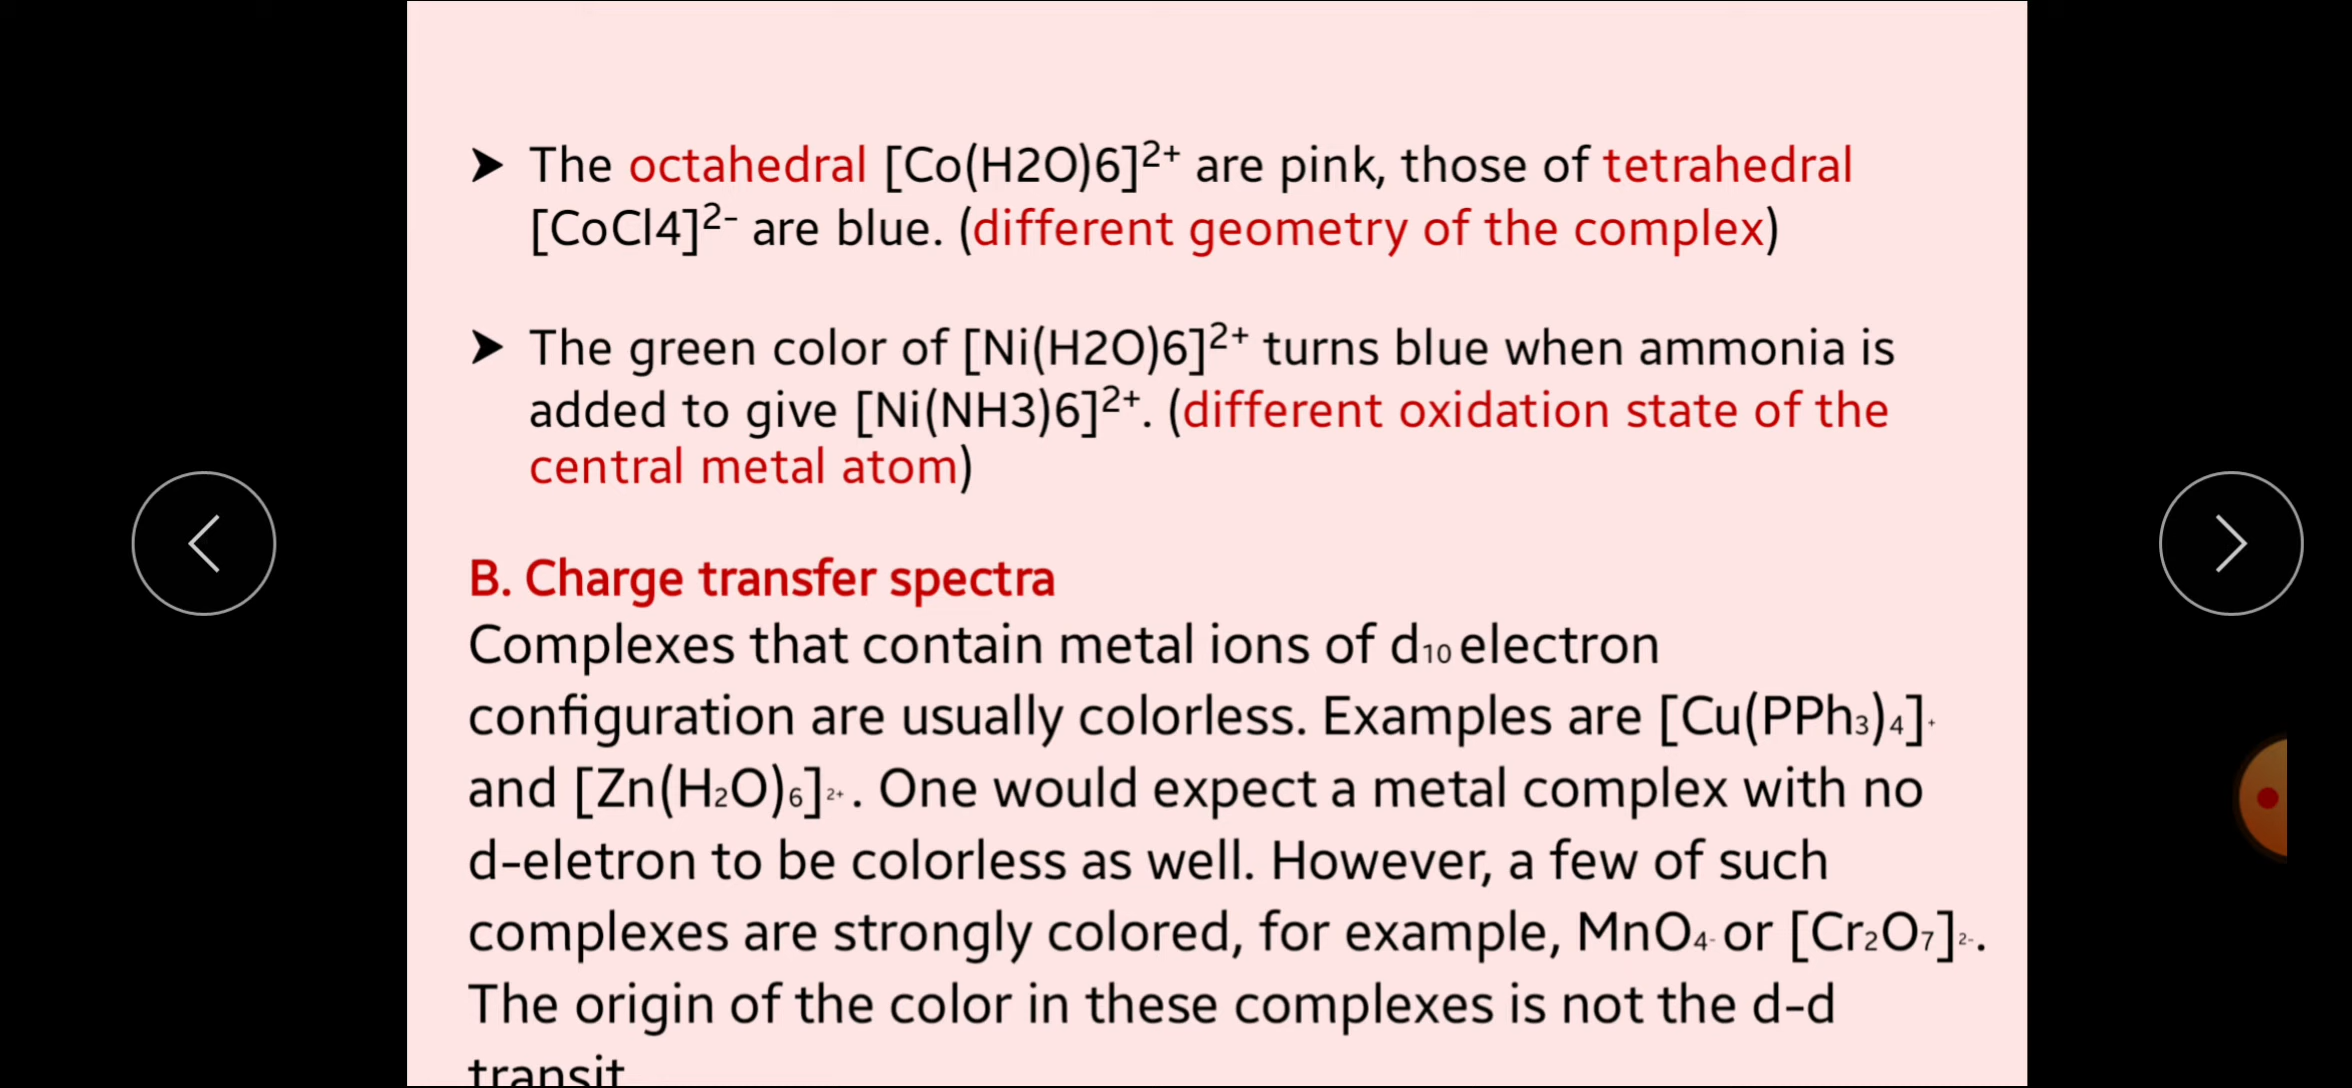 ➤ The octahedral [Co(H2O)6]²⁺ are pink, those of tetrahedral
[CoCl4]²⁻ are blue. (different geometry of the complex)
➤ The green color of [Ni(H2O)6]²⁺ turns blue when ammonia is
added to give [Ni(NH3)6]²⁺. (different oxidation state of the
central metal atom)
B. Charge transfer spectra
Complexes that contain metal ions of d₁₀ electron
configuration are usually colorless. Examples are [Cu(PPh₃)₄]⁺
and [Zn(H₂O)₆]²⁺ . One would expect a metal complex with no
d-eletron to be colorless as well. However, a few of such
complexes are strongly colored, for example, MnO₄⁻ or [Cr₂O₇]²⁻.
The origin of the color in these complexes is not the d-d
transit